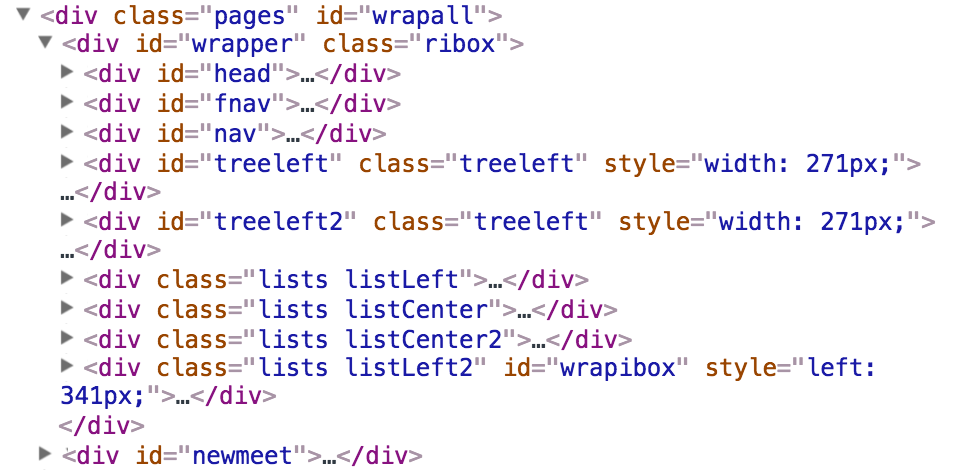 ▼<div class="pages" id="wrapall">
▼<div id="wrapper" class="ribox">
▶<div id="head">…</div>
▶<div id="fnav">…</div>
▶<div id="nav">…</div>
▶<div id="treeleft" class="treeleft" style="width: 271px;">
…</div>
▶<div id="treeleft2" class="treeleft" style="width: 271px;">
…</div>
▶<div class="lists listLeft">…</div>
▶<div class="lists listCenter">…</div>
▶<div class="lists listCenter2">…</div>
▶<div class="lists listLeft2" id="wrapibox" style="left:
341px;">…</div>
</div>
▶<div id="newmeet">…</div>